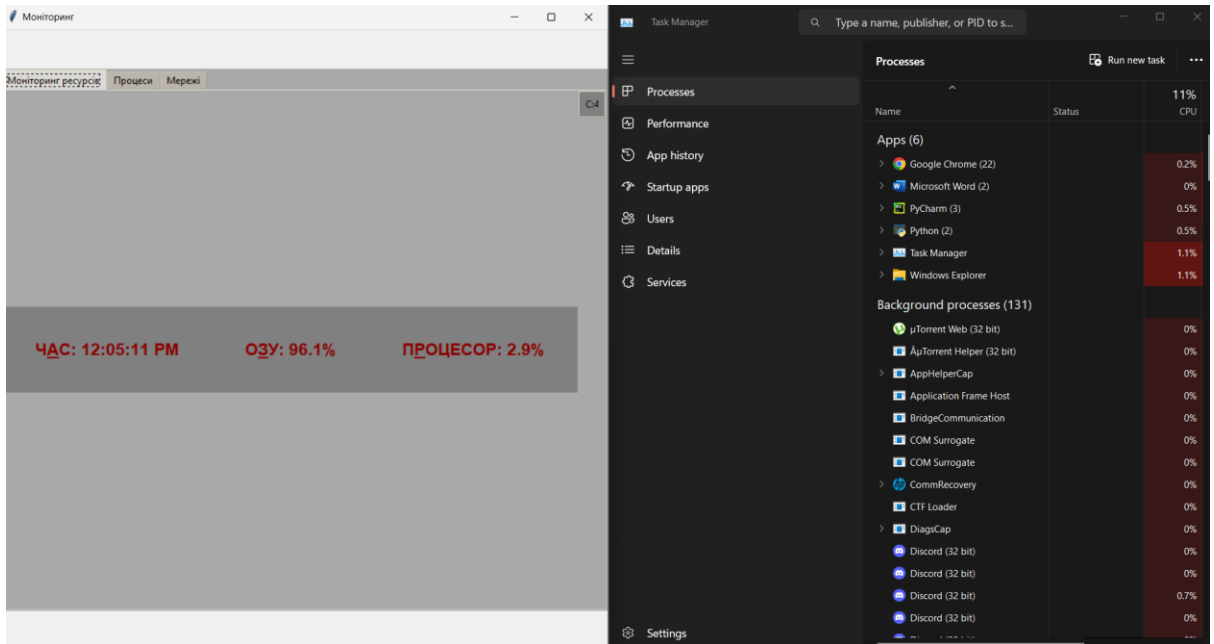 Моніторинг
Моніторинг ресурсів
Процеси
Мережі
C:4
ЧАС: 12:05:11 PM
ОЗУ: 96.1%
ПРОЦЕСОР: 2.9%
Task Manager
Type a name, publisher, or PID to s...
Processes
Performance
App history
Startup apps
Users
Details
Services
Settings
Processes
Run new task
11%
Name
Status
CPU
Apps (6)
Google Chrome (22) 0.2%
Microsoft Word (2) 0%
PyCharm (3) 0.5%
Python (2) 0.5%
Task Manager 1.1%
Windows Explorer 1.1%
Background processes (131)
µTorrent Web (32 bit) 0%
ÂµTorrent Helper (32 bit) 0%
AppHelperCap 0%
Application Frame Host 0%
BridgeCommunication 0%
COM Surrogate 0%
COM Surrogate 0%
CommRecovery 0%
CTF Loader 0%
DiagsCap 0%
Discord (32 bit) 0%
Discord (32 bit) 0%
Discord (32 bit) 0.7%
Discord (32 bit) 0%